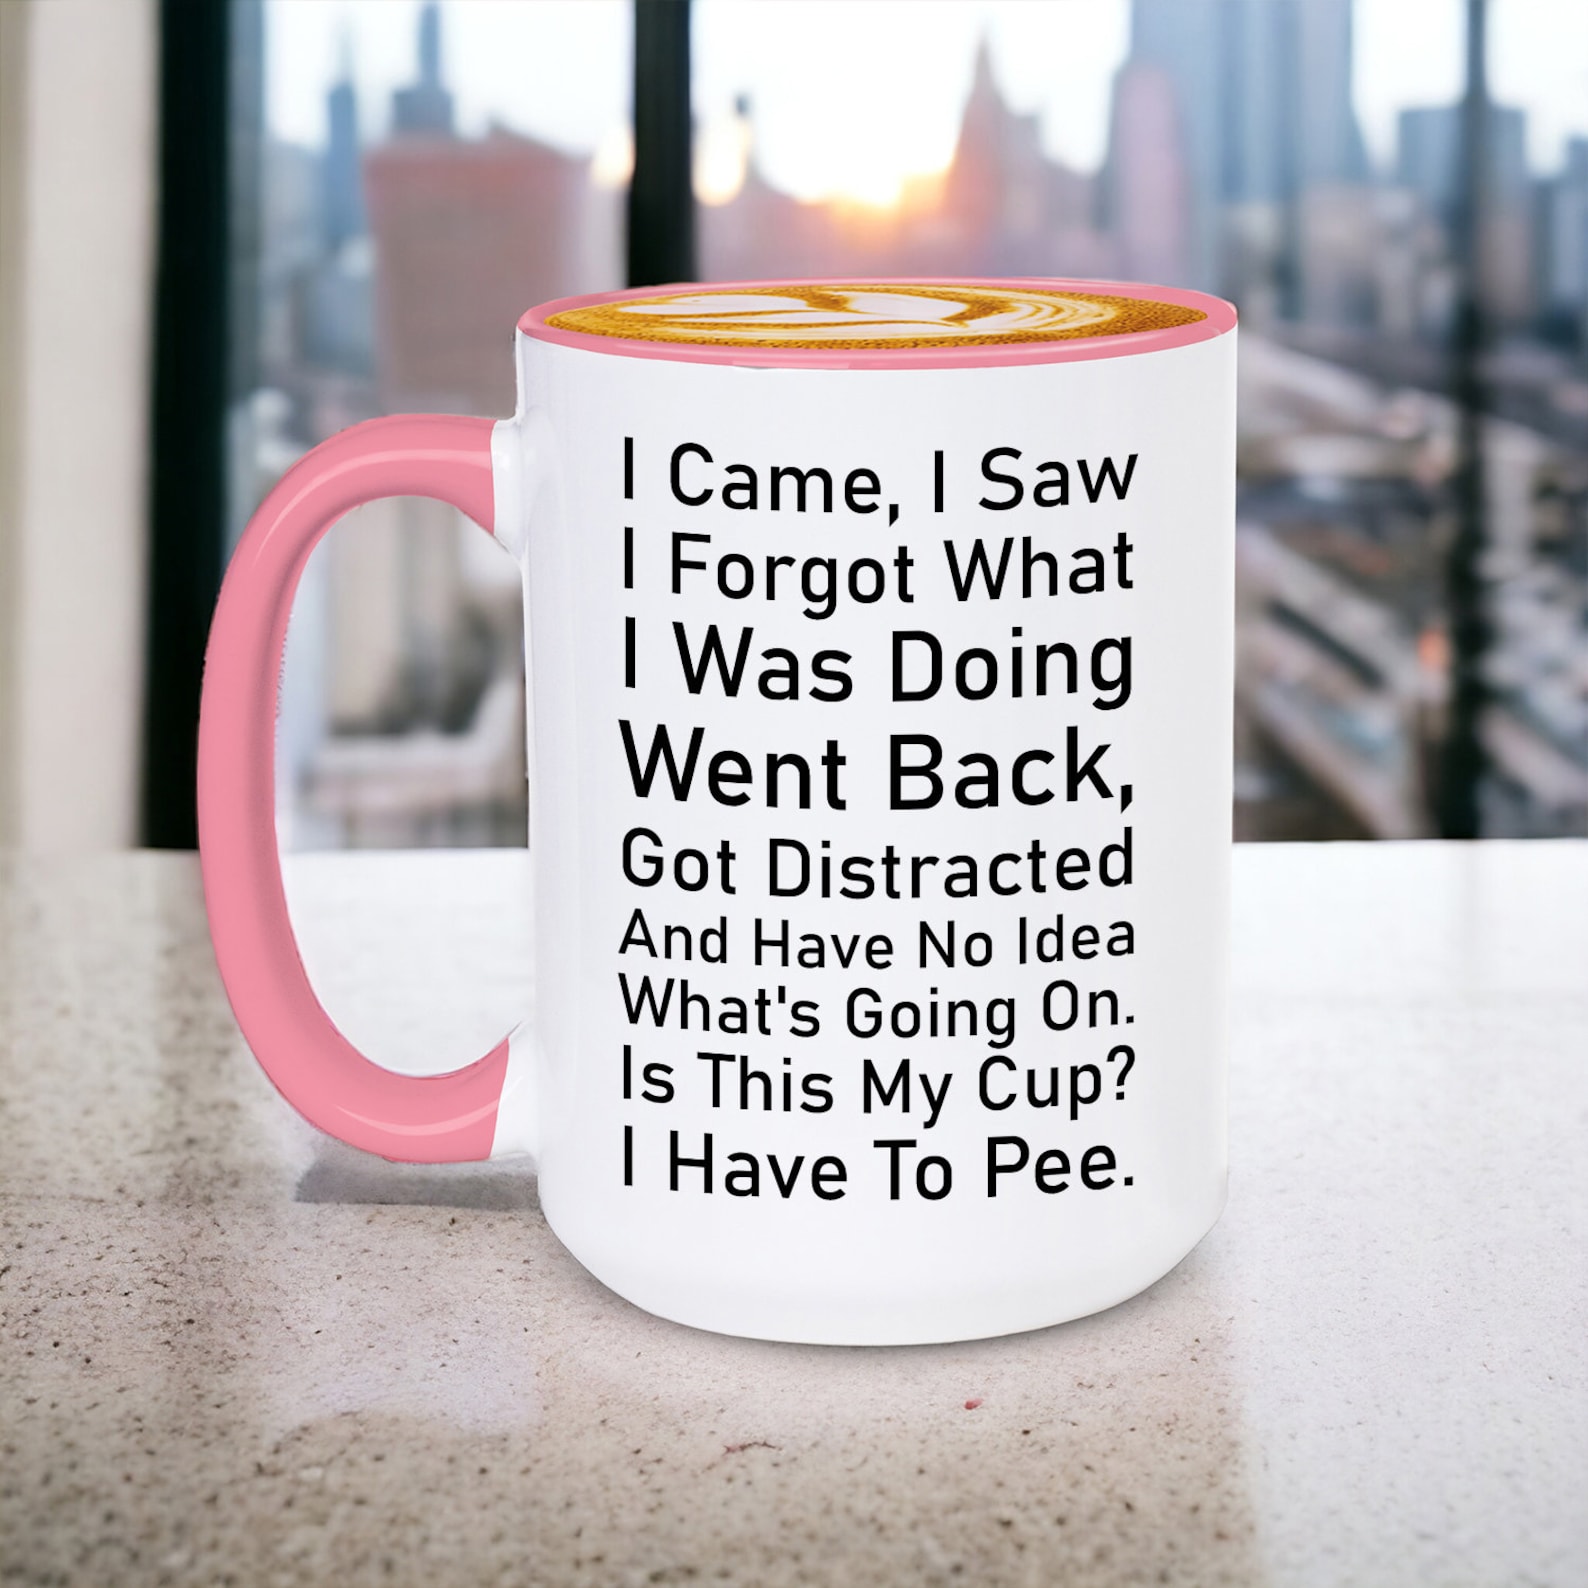 I Came, I Saw
I Forgot What
I Was Doing
Went Back,
Got Distracted
And Have No Idea
What's Going On.
Is This My Cup?
I Have To Pee.